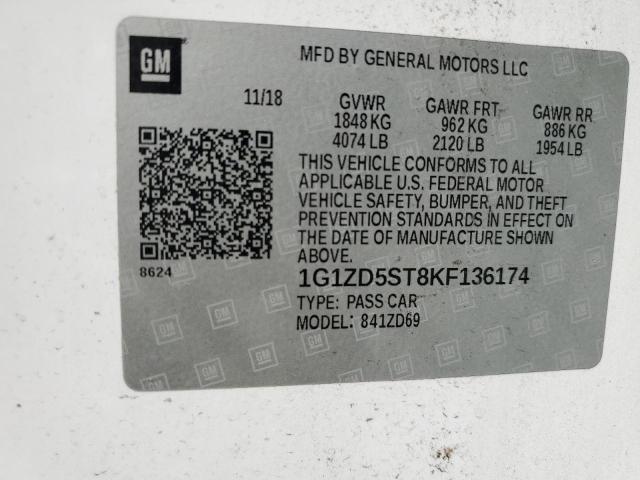 GM
MFD BY GENERAL MOTORS LLC
11/18 GVWR GAWR FRT GAWR RR
1848 KG 962 KG 886 KG
4074 LB 2120 LB 1954 LB
THIS VEHICLE CONFORMS TO ALL
APPLICABLE U.S. FEDERAL MOTOR
VEHICLE SAFETY, BUMPER, AND THEFT
PREVENTION STANDARDS IN EFFECT ON
THE DATE OF MANUFACTURE SHOWN
ABOVE.
8624
1G1ZD5ST8KF136174
TYPE: PASS CAR
MODEL: 841ZD69